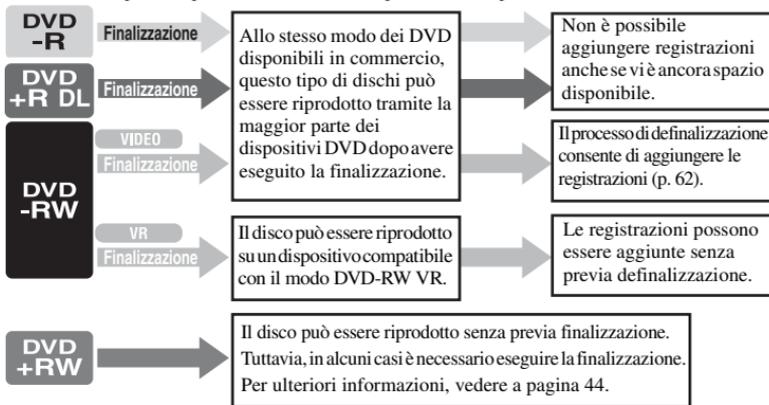 DVD
-R
Finalizzazione
DVD
+R DL
Finalizzazione
Allo stesso modo dei DVD
disponibili in commercio,
questo tipo di dischi può
essere riprodotto tramite la
maggior parte dei
dispositivi DVD dopo avere
eseguito la finalizzazione.
Non è possibile
aggiungere registrazioni
anche se vi è ancora spazio
disponibile.
DVD
-RW
VIDEO
Finalizzazione
Il processo di definalizzazione
consente di aggiungere le
registrazioni (p. 62).
VR
Finalizzazione
Il disco può essere riprodotto
su un dispositivo compatibile
con il modo DVD-RW VR.
Le registrazioni possono
essere aggiunte senza
previa definalizzazione.
DVD
+RW
Il disco può essere riprodotto senza previa finalizzazione.
Tuttavia, in alcuni casi è necessario eseguire la finalizzazione.
Per ulteriori informazioni, vedere a pagina 44.